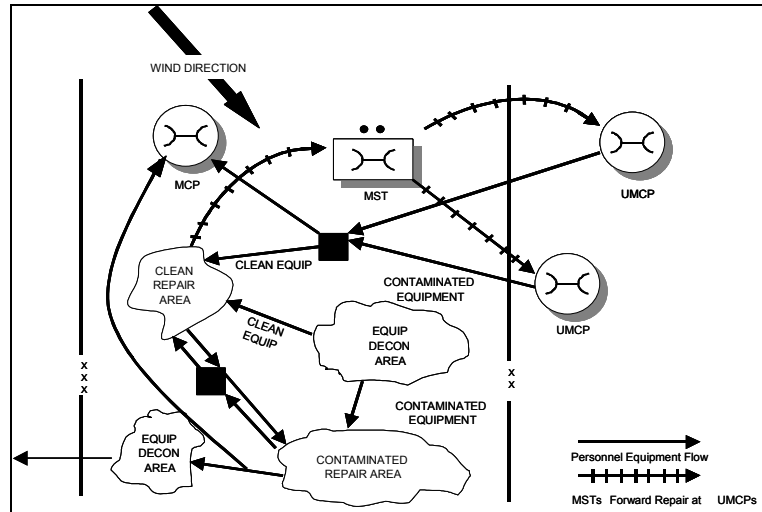 WIND DIRECTION
MCP
MST
UMCP
CLEAN EQUIP
CLEAN
REPAIR
AREA
CONTAMINATED
EQUIPMENT
UMCP
CLEAN
EQUIP
EQUIP
DECON
AREA
x
x
x
x
x
CONTAMINATED
EQUIPMENT
EQUIP
DECON
AREA
CONTAMINATED
REPAIR AREA
Personnel Equipment Flow
MSTs Forward Repair at UMCPs